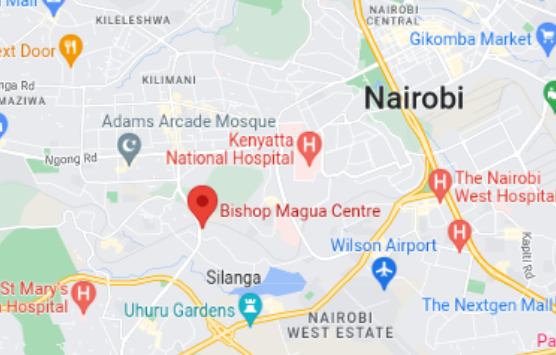 Mall
KILELESHWA
NAIROBI
CENTRAL
Gikomba Market
ext Door
KILIMANI
Nairobi
nga Rd
MAZIWA
Adams Arcade Mosque
Kenyatta
National Hospital
Ngong Rd
The Nairobi
West Hospital
Bishop Magua Centre
Wilson Airport
Kapiti Rd
Silanga
St Mary's
Hospital
Uhuru Gardens
The Nextgen Mall
NAIROBI
WEST ESTATE
Pa